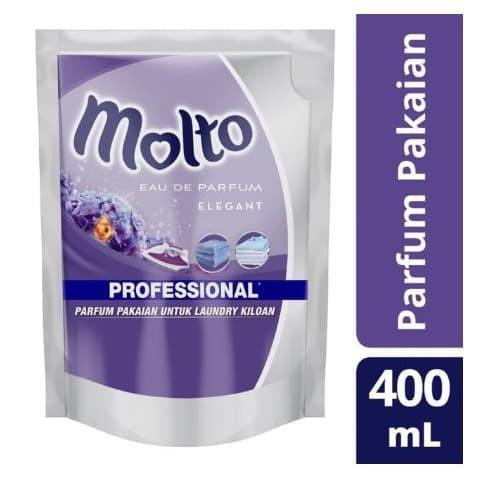 Molto
EAU DE PARFUM
ELEGANT
PROFESSIONAL
PARFUM PAKAIAN UNTUK LAUNDRY KILOAN
Parfum Pakaian
400
mL